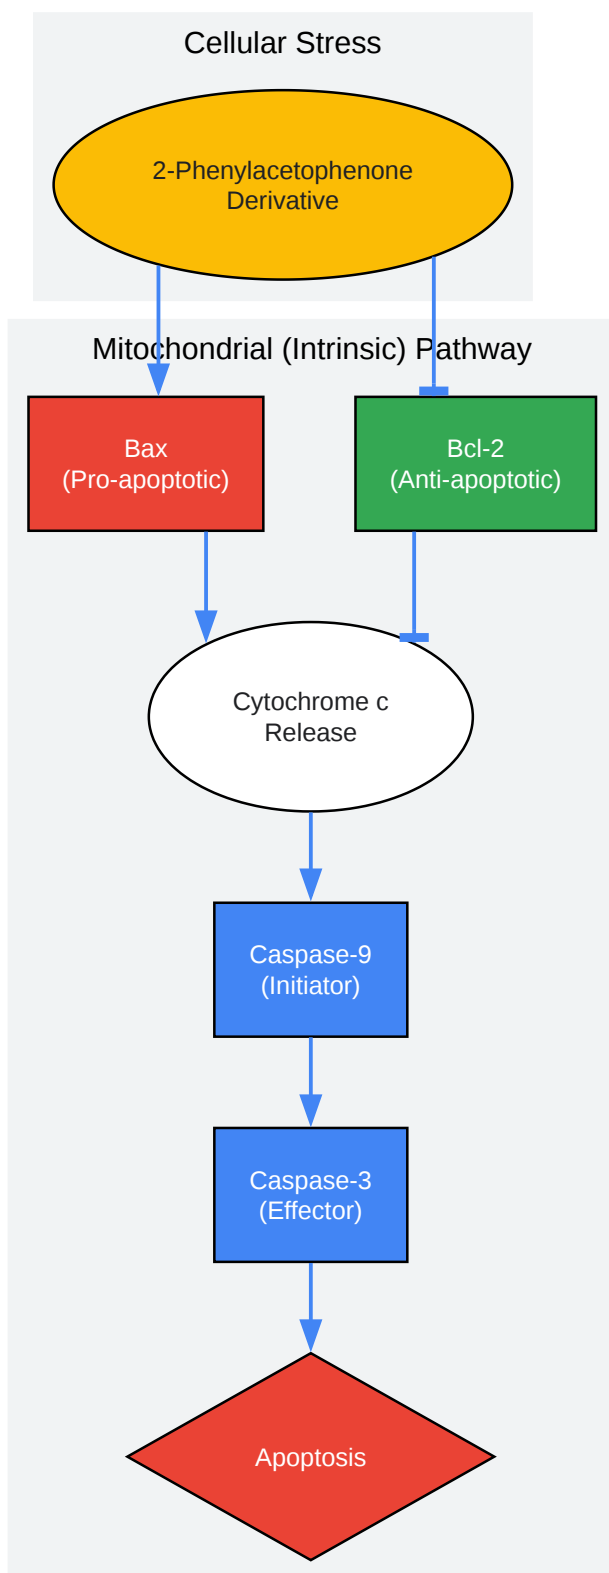 Cellular Stress
2-Phenylacetophenone
Derivative
Mitochondrial (Intrinsic) Pathway
Bax
(Pro-apoptotic)
Bcl-2
(Anti-apoptotic)
Cytochrome c
Release
Caspase-9
(Initiator)
Caspase-3
(Effector)
Apoptosis